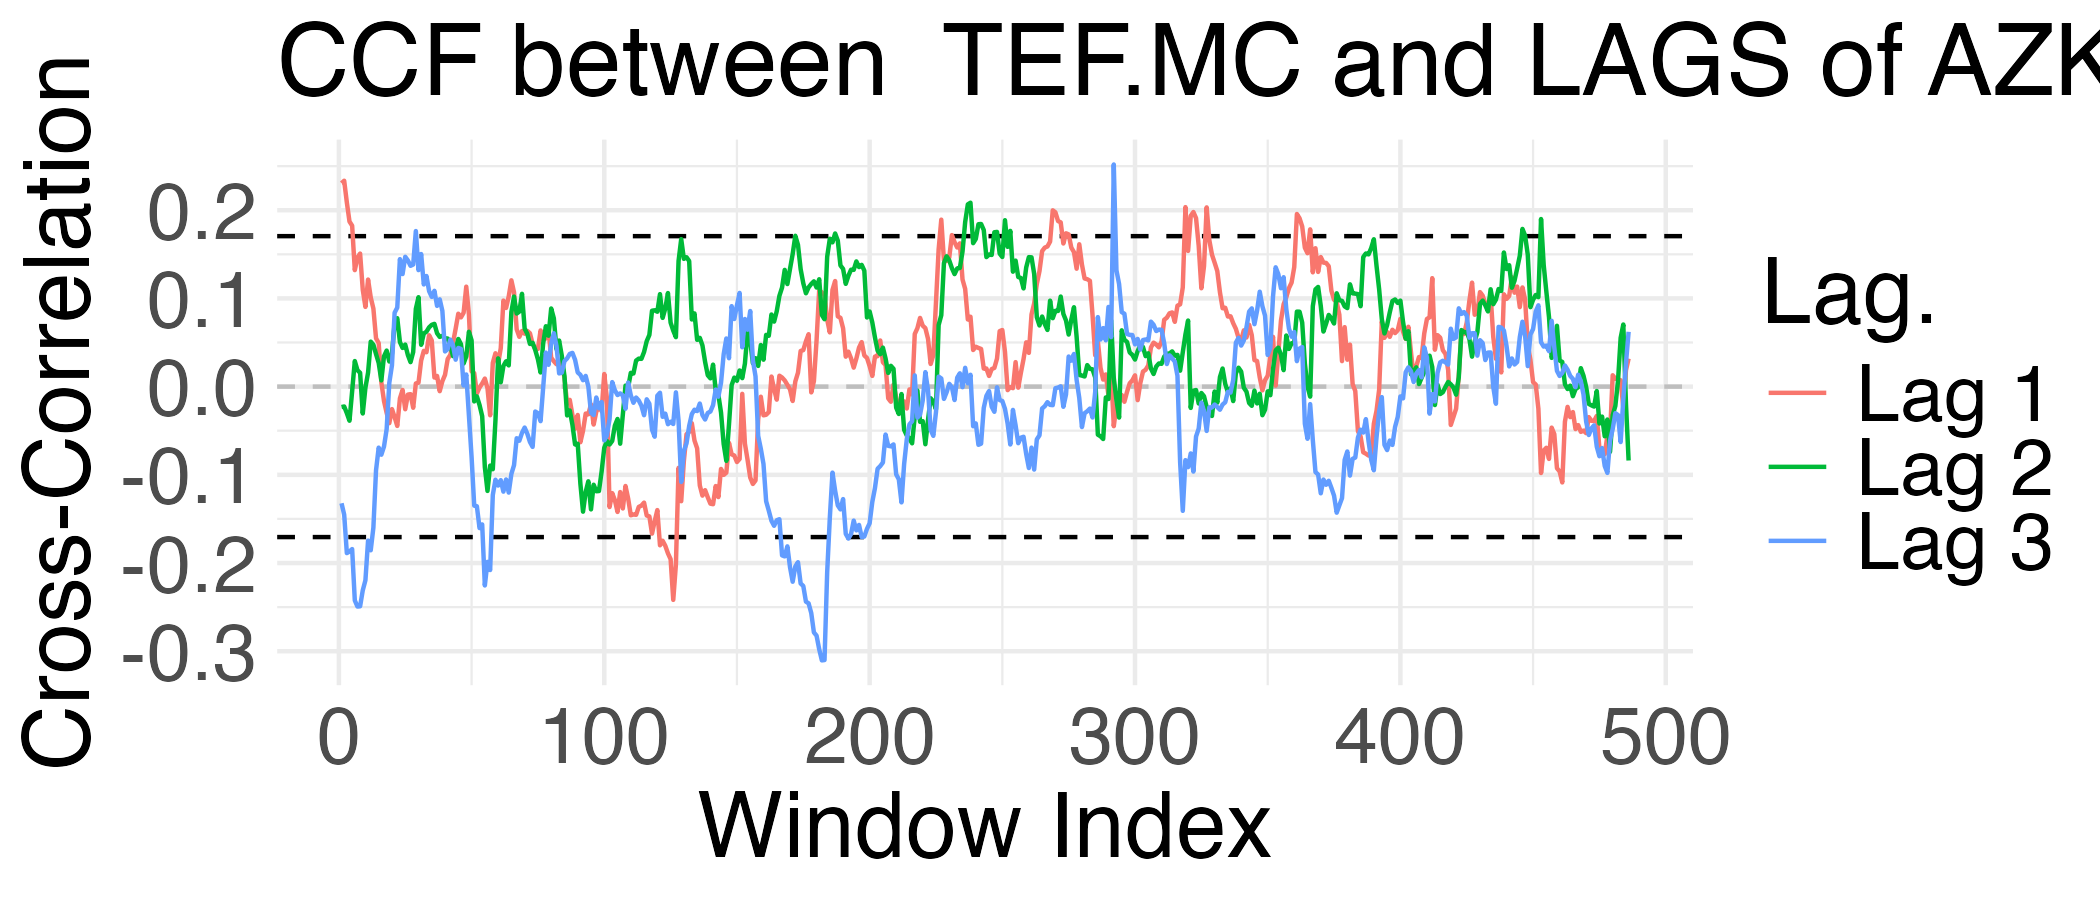 CCF between  TEF.MC and LAGS of AZK
Cross-Correlation
0.2
0.1
0.0
-0.1
-0.2
-0.3
0 100 200 300 400 500
Window Index
Lag.
Lag 1
Lag 2
Lag 3